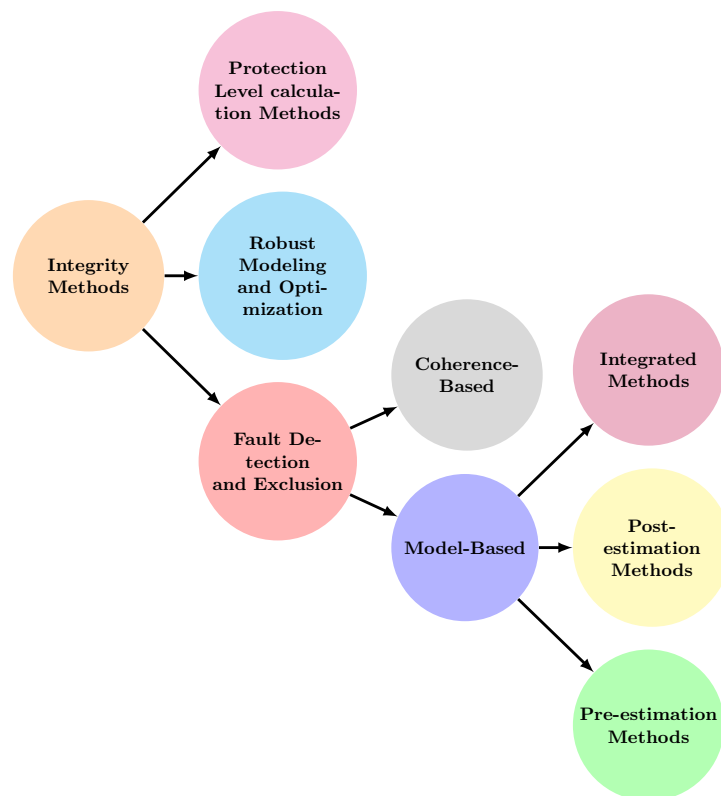 Protection
Level calcula-
tion Methods
Integrity
Methods
Robust
Modeling
and Opti-
mization
Coherence-
Based
Integrated
Methods
Fault De-
tection
and Exclusion
Model-Based
Post-
estimation
Methods
Pre-estimation
Methods